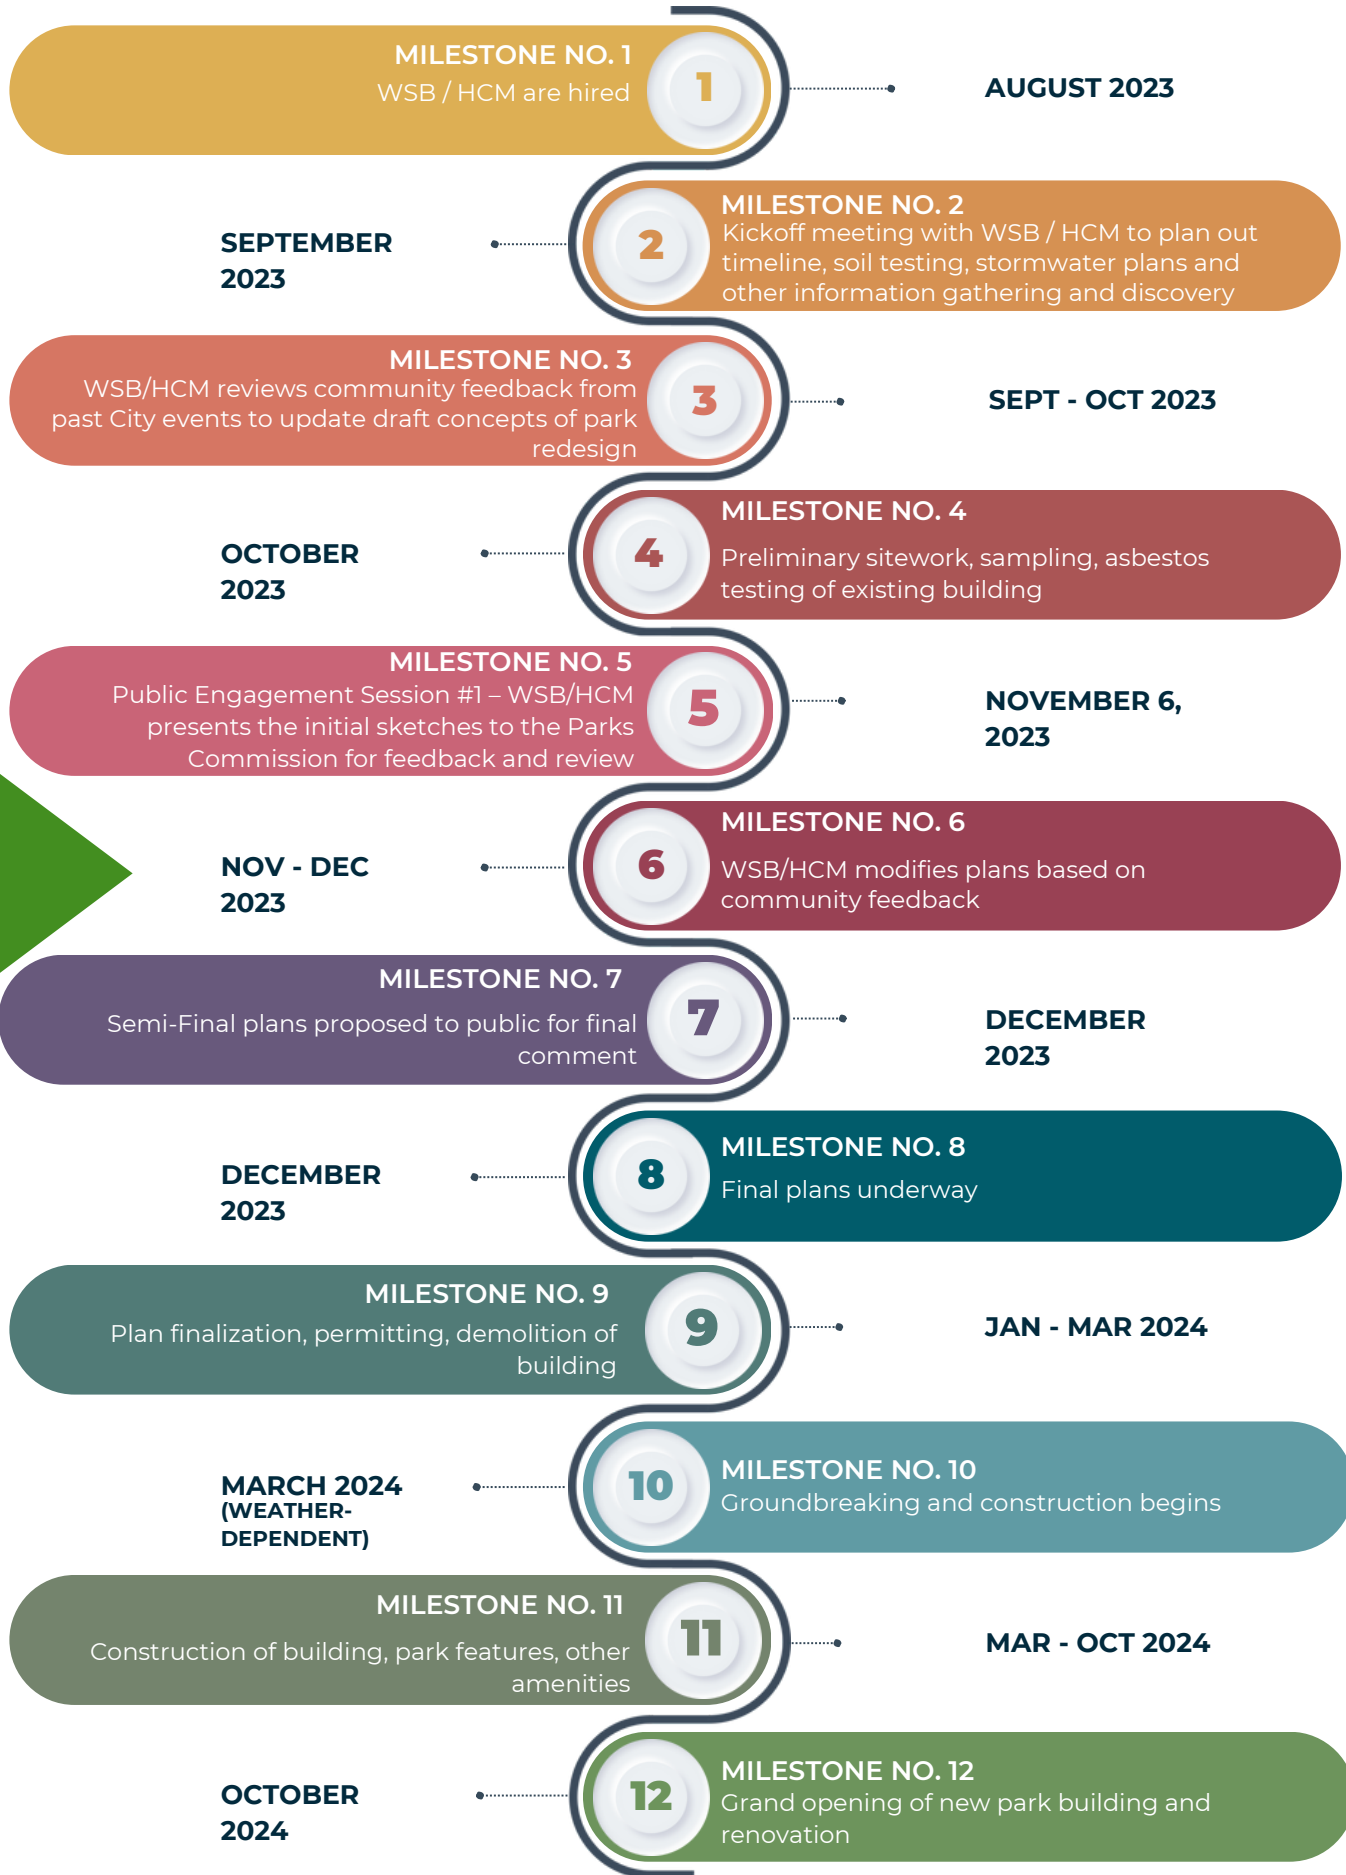 MILESTONE NO. 1
WSB / HCM are hired
1
AUGUST 2023
SEPTEMBER
2023
2
MILESTONE NO. 2
Kickoff meeting with WSB / HCM to plan out
timeline, soil testing, stormwater plans and
other information gathering and discovery
MILESTONE NO. 3
WSB/HCM reviews community feedback from
past City events to update draft concepts of park
redesign
3
SEPT - OCT 2023
OCTOBER
2023
4
MILESTONE NO. 4
Preliminary sitework, sampling, asbestos
testing of existing building
MILESTONE NO. 5
Public Engagement Session #1 – WSB/HCM
presents the initial sketches to the Parks
Commission for feedback and review
5
NOVEMBER 6,
2023
NOV - DEC
2023
6
MILESTONE NO. 6
WSB/HCM modifies plans based on
community feedback
MILESTONE NO. 7
Semi-Final plans proposed to public for final
comment
7
DECEMBER
2023
DECEMBER
2023
8
MILESTONE NO. 8
Final plans underway
MILESTONE NO. 9
Plan finalization, permitting, demolition of
building
9
JAN - MAR 2024
MARCH 2024
(WEATHER-
DEPENDENT)
10
MILESTONE NO. 10
Groundbreaking and construction begins
MILESTONE NO. 11
Construction of building, park features, other
amenities
11
MAR - OCT 2024
OCTOBER
2024
12
MILESTONE NO. 12
Grand opening of new park building and
renovation